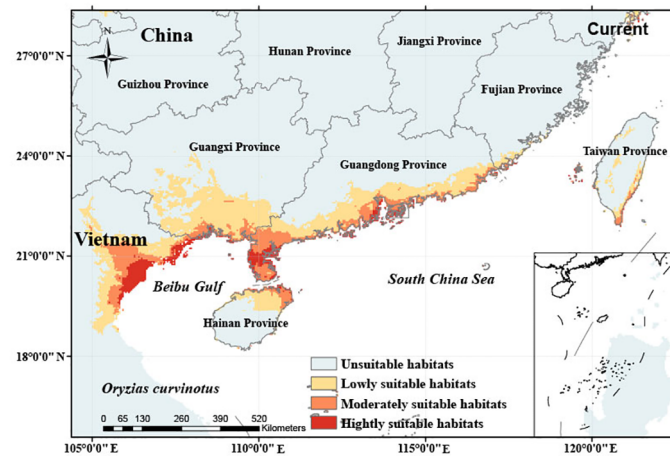 Current
27°0'0"N
N
China
Hunan Province
Jiangxi Province
Guizhou Province
Fujian Province
24°0'0"N
Guangxi Province
Guangdong Province
Taiwan Province
Vietnam
21°0'0"N
Beibu Gulf
South China Sea
Hainan Province
18°0'0"N
Unsuitable habitats
Lowly suitable habitats
Oryzias curvinotus
Moderately suitable habitats
Hightly suitable habitats
0 65 130 260 390 520
Kilometers
105°0'0"E
110°0'0"E
115°0'0"E
120°0'0"E